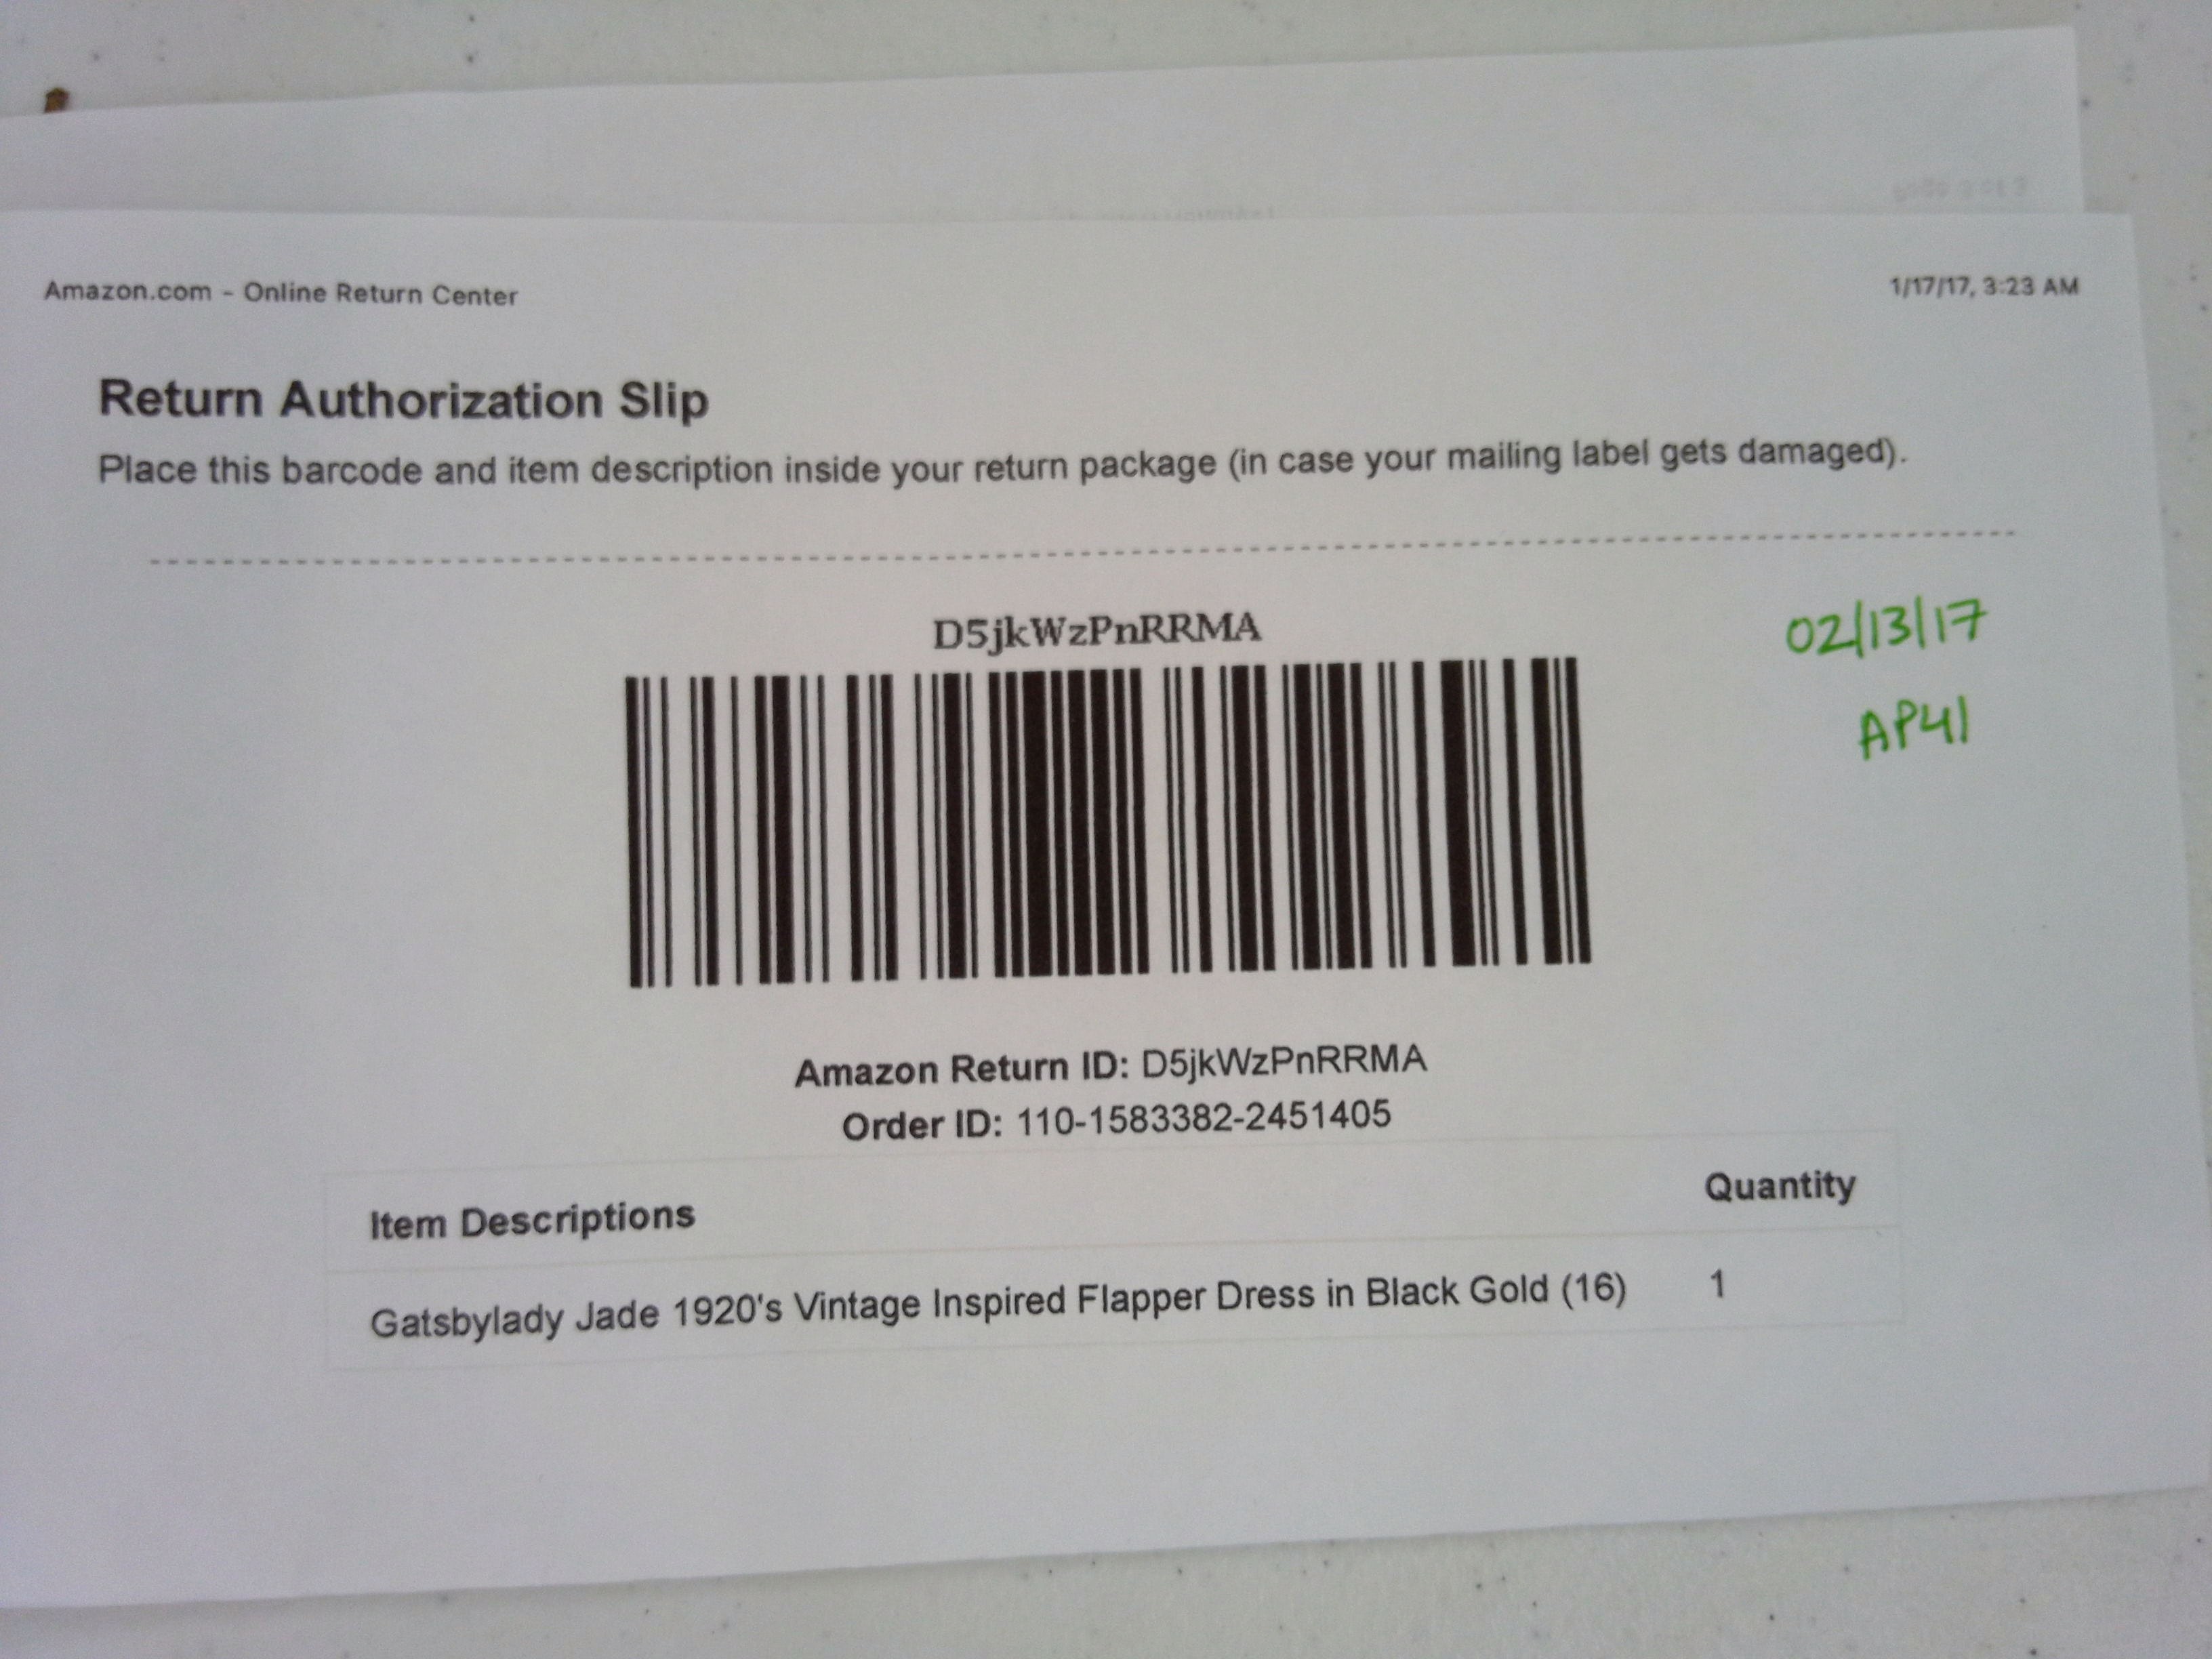 Amazon.com - Online Return Center
1/17/17, 3:23 AM
Return Authorization Slip
Place this barcode and item description inside your return package (in case your mailing label gets damaged).
D5jkWzPnRRMA
02/13/17
AP41
Amazon Return ID: D5jkWzPnRRMA
Order ID: 110-1583382-2451405
Item Descriptions Quantity
Gatsbylady Jade 1920's Vintage Inspired Flapper Dress in Black Gold (16) 1